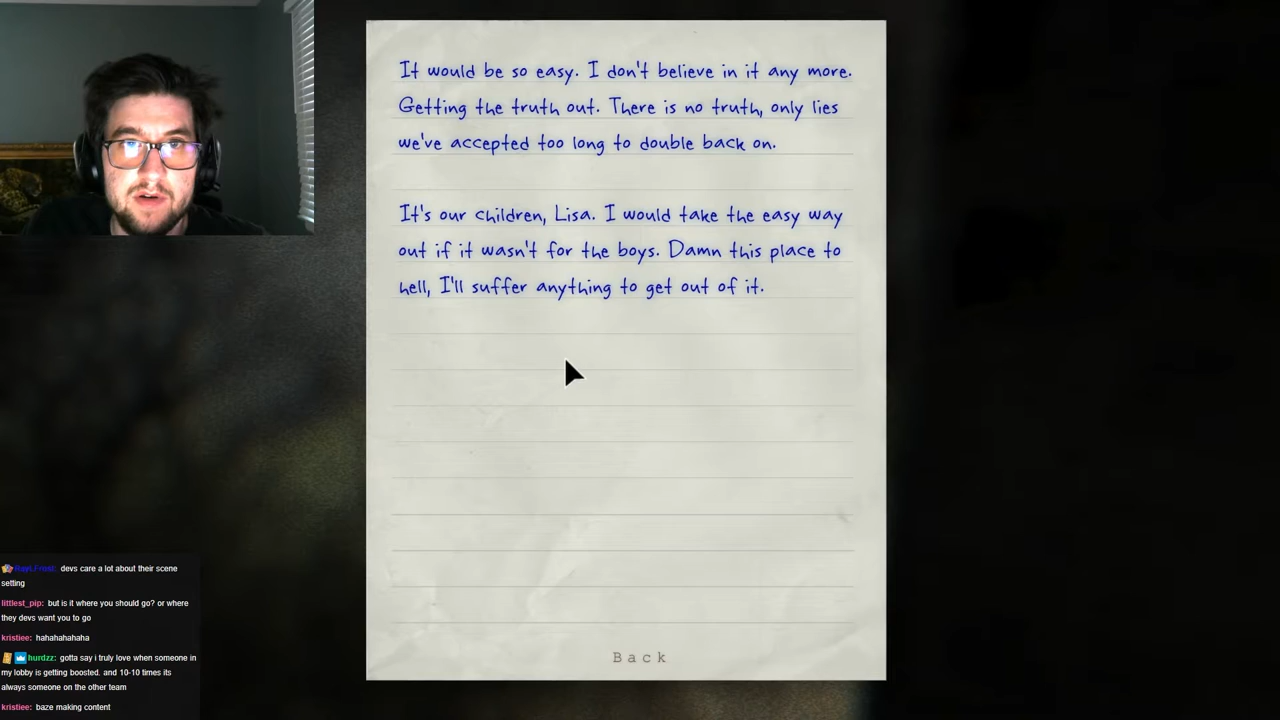 It would be so easy. I don't believe in it any more.
Getting the truth out. There is no truth, only lies
we've accepted too long to double back on.
It's our children, Lisa. I would take the easy way
out if it wasn't for the boys. Damn this place to
hell, I'll suffer anything to get out of it.
Back
devs care a lot about their scene
setting
littlest_pip: but is it where you should go? or where
they devs want you to go
kristiee: hahahahahaha
hurdzz: gotta say i truly love when someone in
my lobby is getting boosted. and 10-10 times its
always someone on the other team
kristiee: baze making content